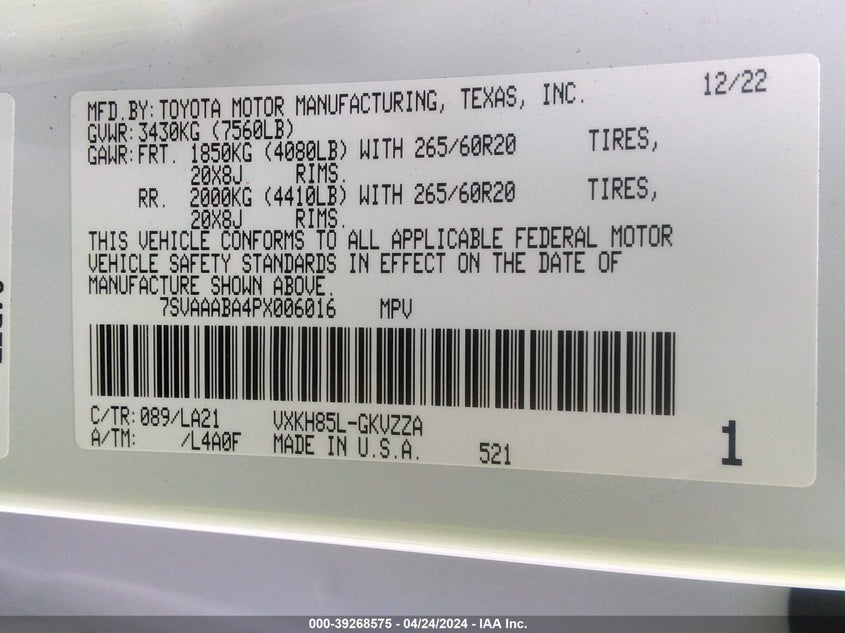 MFD.BY: TOYOTA MOTOR MANUFACTURING, TEXAS, INC. 12/22
GVWR: 3430KG (7560LB)
GAWR: FRT. 1850KG (4080LB) WITH 265/60R20 TIRES,
20X8J RIMS.
RR. 2000KG (4410LB) WITH 265/60R20 TIRES,
20X8J RIMS.
THIS VEHICLE CONFORMS TO ALL APPLICABLE FEDERAL MOTOR
VEHICLE SAFETY STANDARDS IN EFFECT ON THE DATE OF
MANUFACTURE SHOWN ABOVE.
7SVAAABA4PX006016 MPV
C/TR: 089/LA21 VXKH85L-GKVZZA
A/TM: /L4A0F MADE IN U.S.A. 521 1
000-39268575 - 04/24/2024 - IAA Inc.